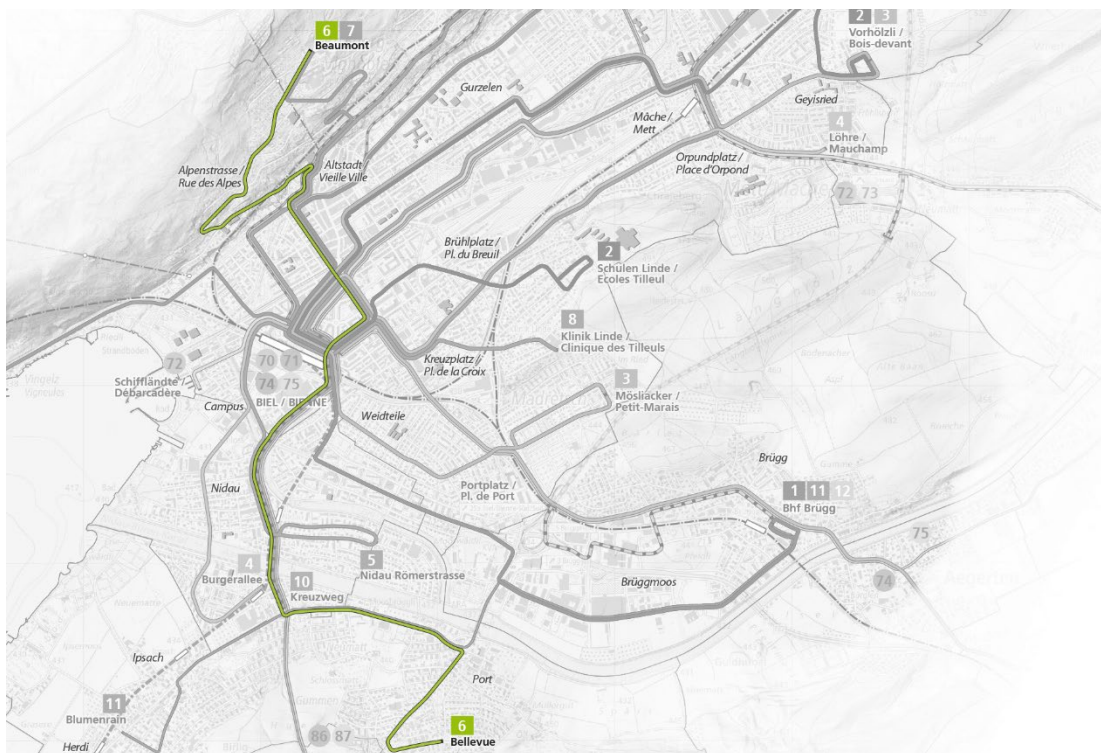 6 7
Beaumont
2 3
Vorhölzli /
Bois-devant
Gurzelen
Geyisried
Mâche /
Mett
4
Löhre /
Mauchamp
Alpenstrasse /
Rue des Alpes
Altstadt /
Vieille Ville
Orpundplatz /
Place d'Orpond
72 73
Brühlplatz /
Pl. du Breuil
2
Schulen Linde /
Ecoles Tilleul
8
Klinik Linde /
Clinique des Tilleuls
Kreuzplatz /
Pl. de la Croix
72
Schifflände /
Débarcadère
70 71
74 75
BIEL / BIENNE
3
Mösliacker /
Petit-Marais
Campus
Weidteile
Brügg
Nidau
Portplatz /
Pl. de Port
1 11 12
Bhf Brügg
75
4
Burgerallee
5
Nidau Römerstrasse
10
Kreuzweg
Brüggmoos
74
Ipsach
Port
11
Blumenrain
6
Bellevue
86 87
Herdi